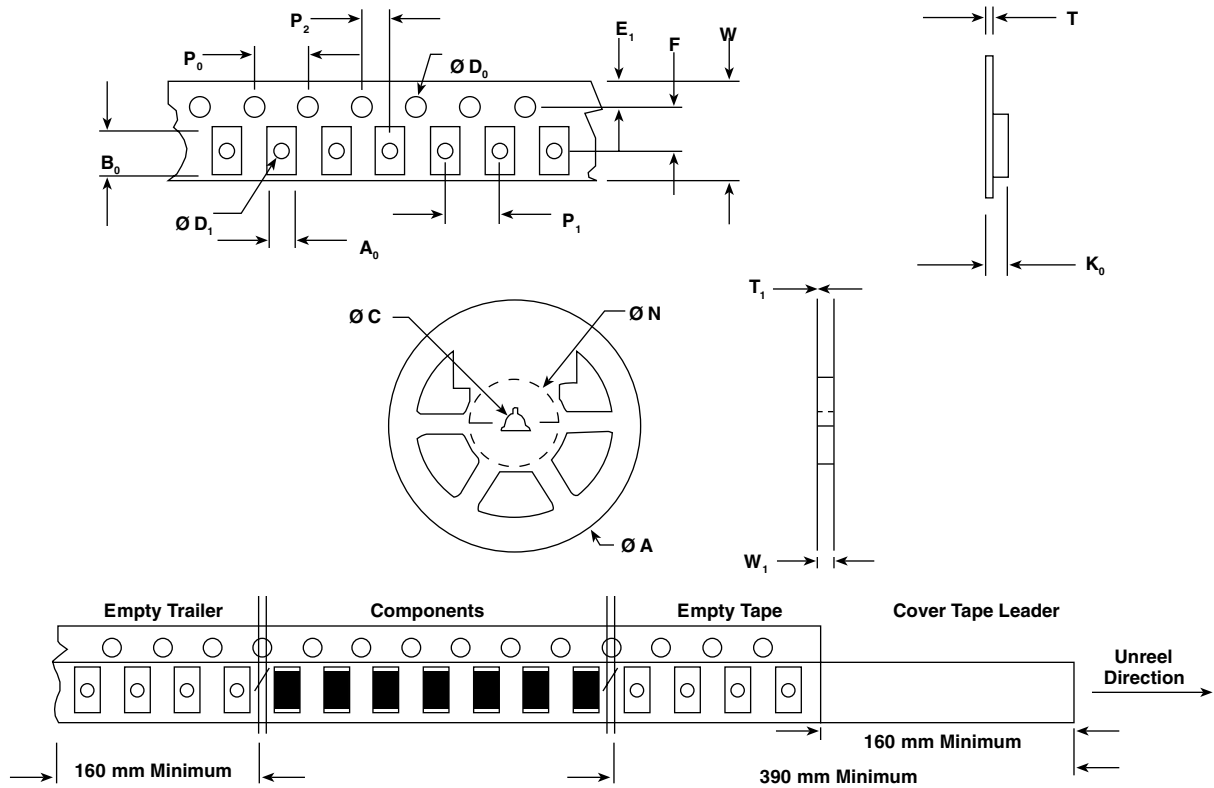 P₂
E₁
F
W
T
P₀
Ø D₀
B₀
Ø D₁
A₀
P₁
K₀
T₁
Ø C
Ø N
Ø A
W₁
Empty Trailer
Components
Empty Tape
Cover Tape Leader
Unreel
Direction
160 mm Minimum
160 mm Minimum
390 mm Minimum